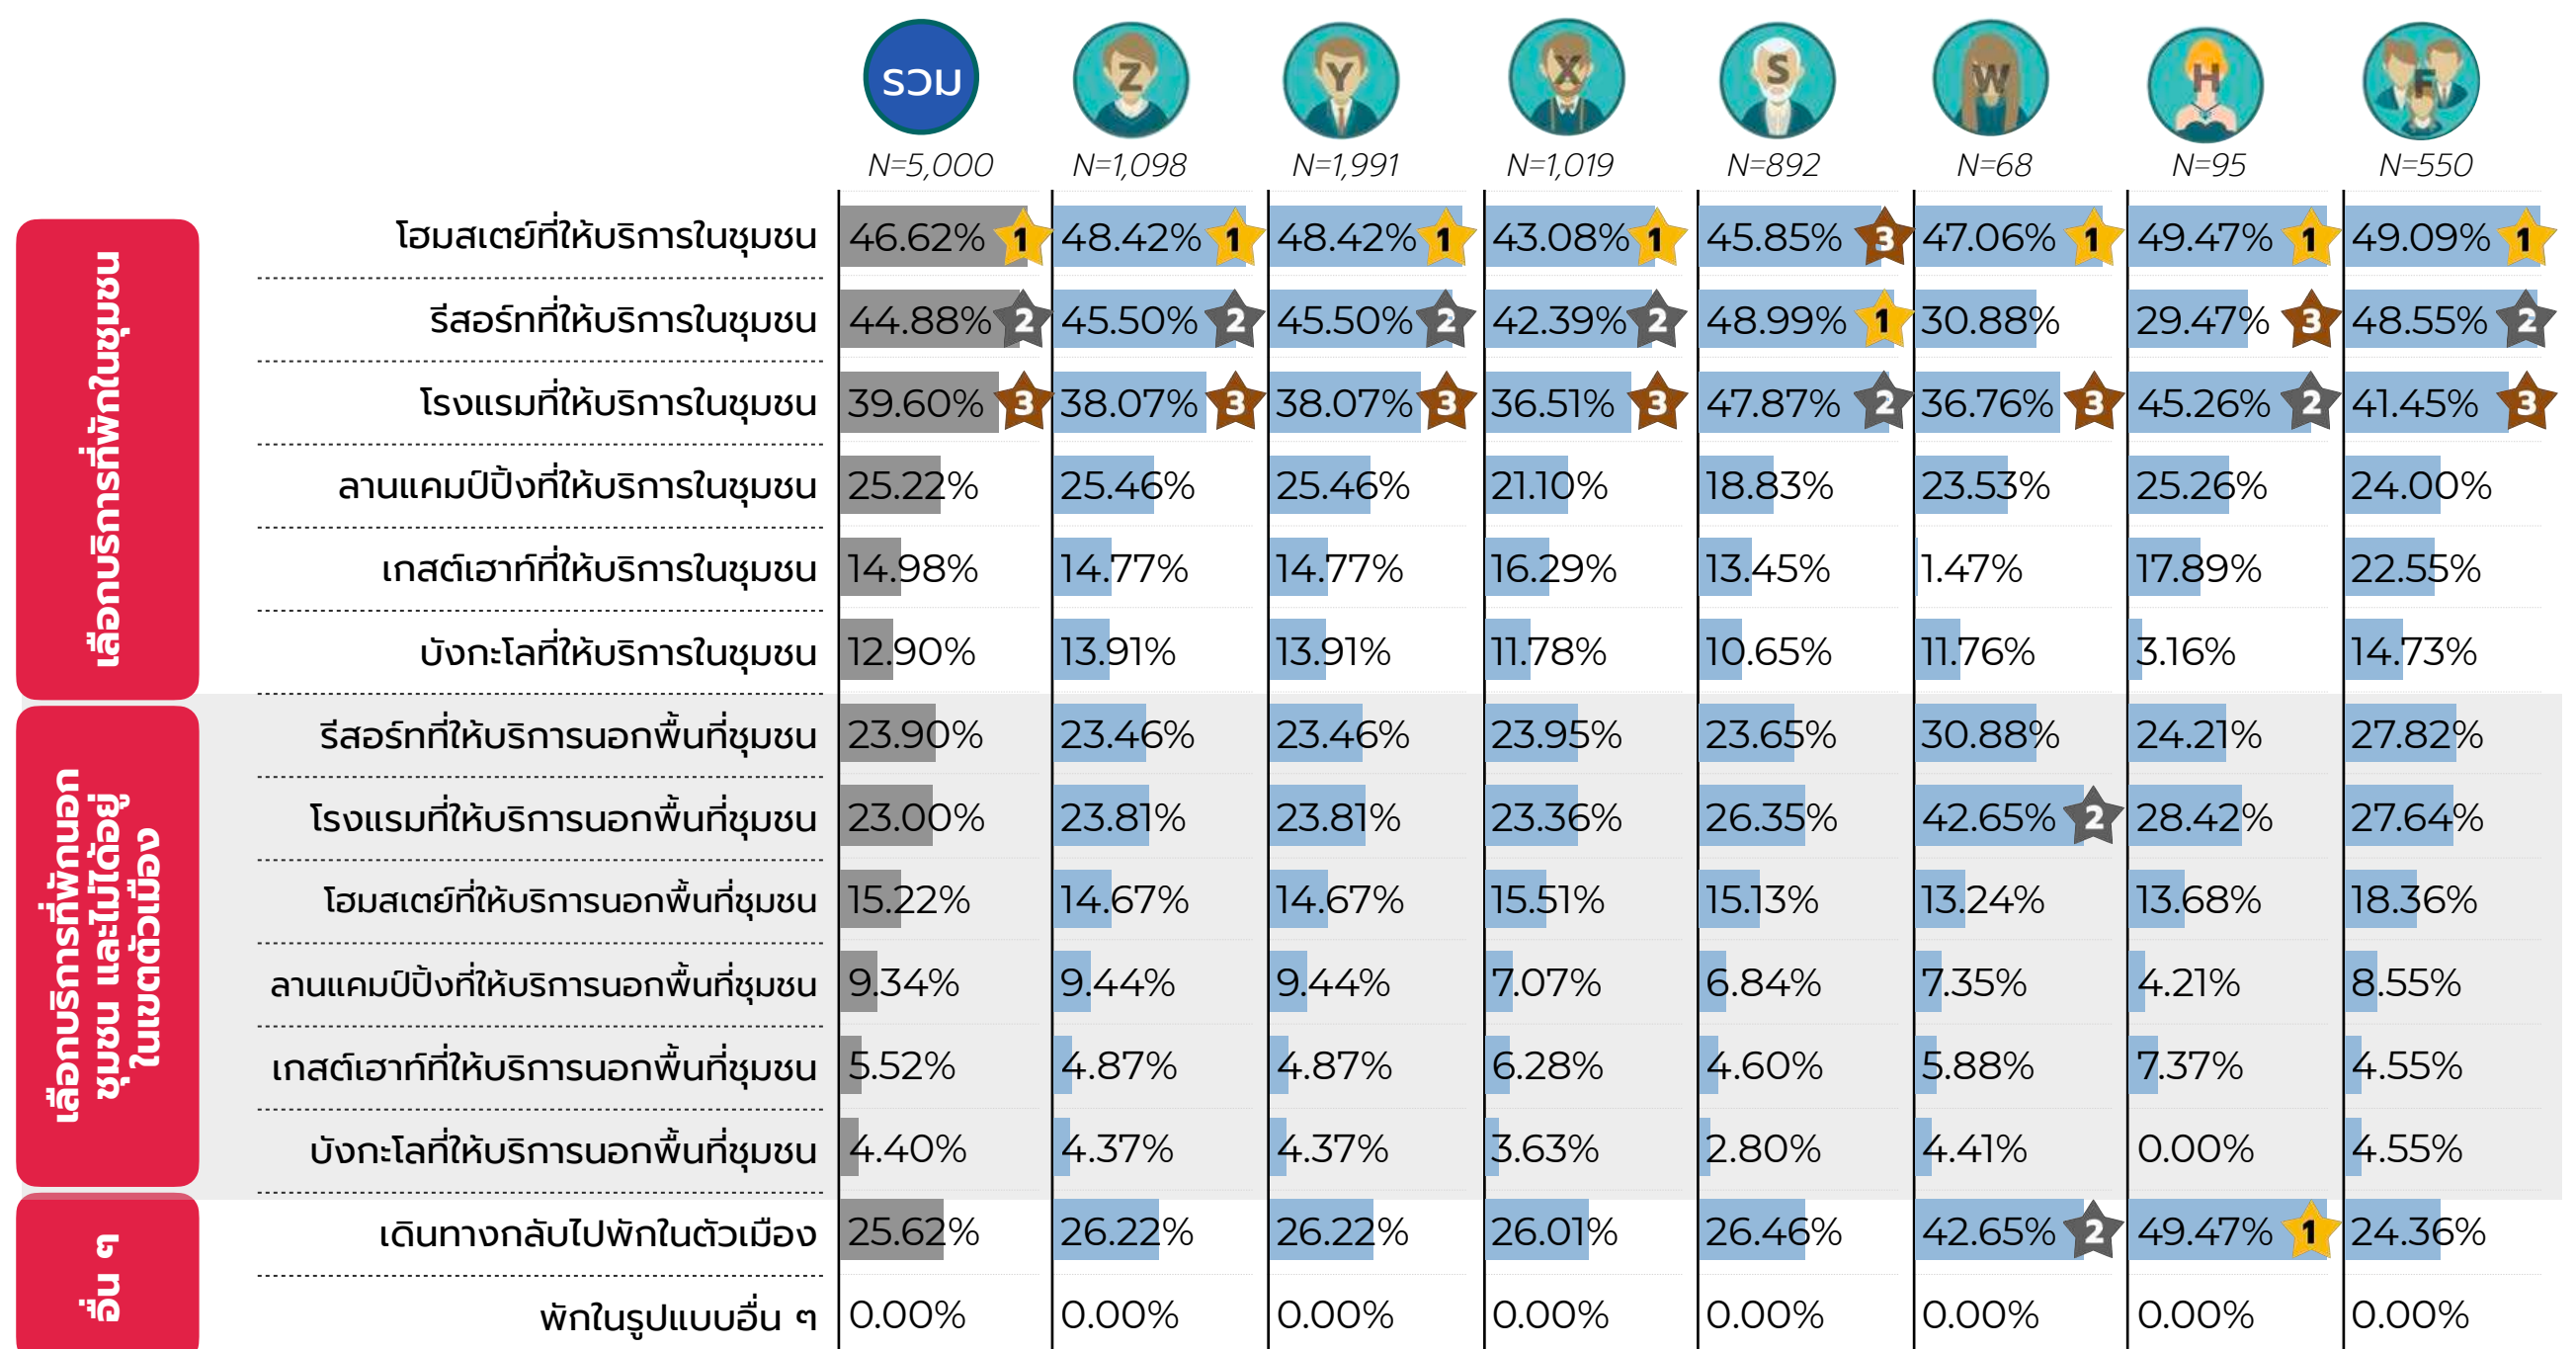 รวม Z Y X S W H F
N=5,000 N=1,098 N=1,991 N=1,019 N=892 N=68 N=95 N=550
เลือกบริการที่พักในชุมชน
โฮมสเตย์ที่ให้บริการในชุมชน 46.62% 1 48.42% 1 48.42% 1 43.08% 1 45.85% 3 47.06% 1 49.47% 1 49.09% 1
รีสอร์ทที่ให้บริการในชุมชน 44.88% 2 45.50% 2 45.50% 2 42.39% 2 48.99% 1 30.88% 29.47% 3 48.55% 2
โรงแรมที่ให้บริการในชุมชน 39.60% 3 38.07% 3 38.07% 3 36.51% 3 47.87% 2 36.76% 3 45.26% 2 41.45% 3
ลานแคมป์ปิ้งที่ให้บริการในชุมชน 25.22% 25.46% 25.46% 21.10% 18.83% 23.53% 25.26% 24.00%
เกสต์เฮาท์ที่ให้บริการในชุมชน 14.98% 14.77% 14.77% 16.29% 13.45% 1.47% 17.89% 22.55%
บังกะโลที่ให้บริการในชุมชน 12.90% 13.91% 13.91% 11.78% 10.65% 11.76% 3.16% 14.73%
เลือกบริการที่พักนอก
ชุมชน และไม่ได้อยู่
ในเขตตัวเมือง
รีสอร์ทที่ให้บริการนอกพื้นที่ชุมชน 23.90% 23.46% 23.46% 23.95% 23.65% 30.88% 24.21% 27.82%
โรงแรมที่ให้บริการนอกพื้นที่ชุมชน 23.00% 23.81% 23.81% 23.36% 26.35% 42.65% 2 28.42% 27.64%
โฮมสเตย์ที่ให้บริการนอกพื้นที่ชุมชน 15.22% 14.67% 14.67% 15.51% 15.13% 13.24% 13.68% 18.36%
ลานแคมป์ปิ้งที่ให้บริการนอกพื้นที่ชุมชน 9.34% 9.44% 9.44% 7.07% 6.84% 7.35% 4.21% 8.55%
เกสต์เฮาท์ที่ให้บริการนอกพื้นที่ชุมชน 5.52% 4.87% 4.87% 6.28% 4.60% 5.88% 7.37% 4.55%
บังกะโลที่ให้บริการนอกพื้นที่ชุมชน 4.40% 4.37% 4.37% 3.63% 2.80% 4.41% 0.00% 4.55%
อื่น ๆ
เดินทางกลับไปพักในตัวเมือง 25.62% 26.22% 26.22% 26.01% 26.46% 42.65% 2 49.47% 1 24.36%
พักในรูปแบบอื่น ๆ 0.00% 0.00% 0.00% 0.00% 0.00% 0.00% 0.00% 0.00%